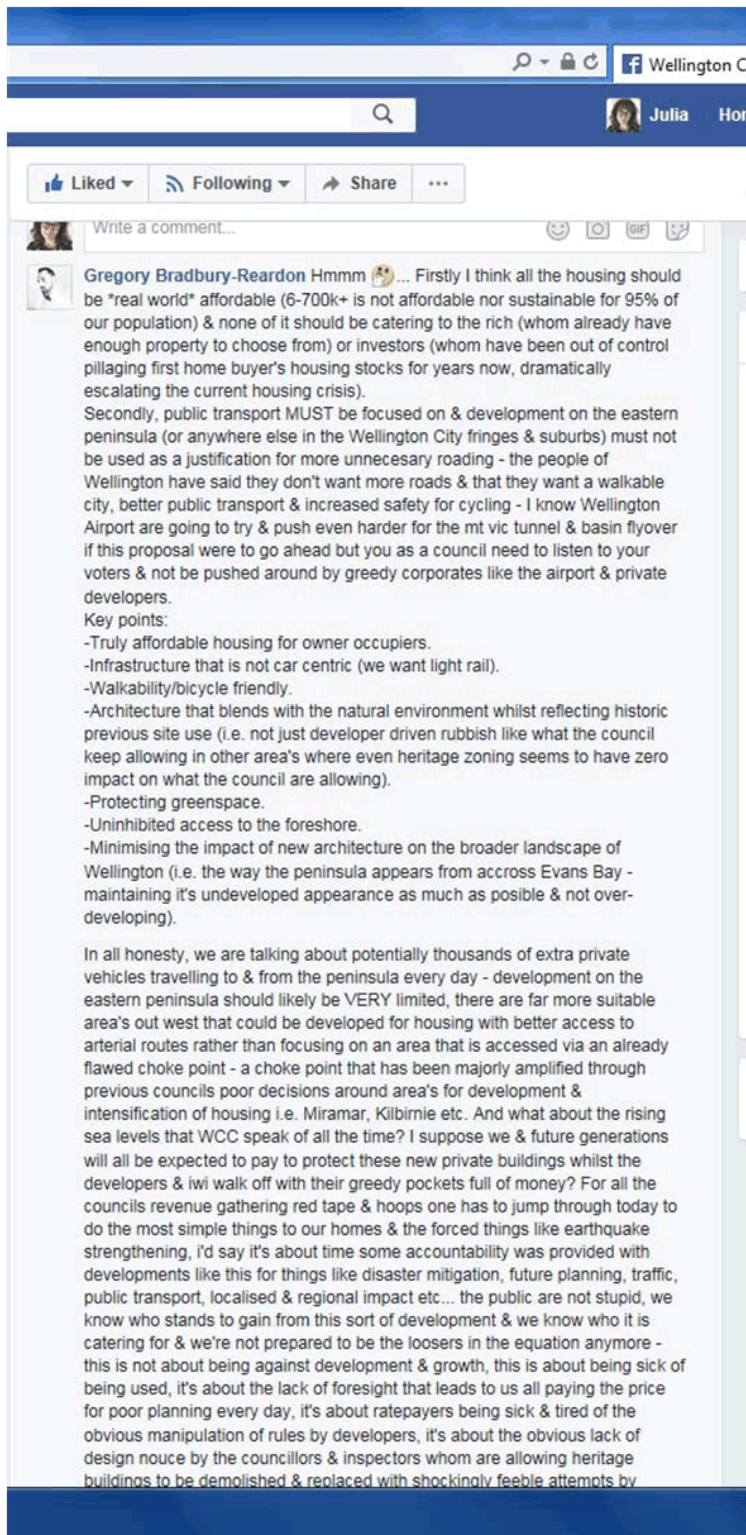 Wellington C
Julia Hor
Liked Following Share ...
Write a comment... GIF
Gregory Bradbury-Reardon Hmmm 🤔... Firstly I think all the housing should
be *real world* affordable (6-700k+ is not affordable nor sustainable for 95% of
our population) & none of it should be catering to the rich (whom already have
enough property to choose from) or investors (whom have been out of control
pillaging first home buyer's housing stocks for years now, dramatically
escalating the current housing crisis).
Secondly, public transport MUST be focused on & development on the eastern
peninsula (or anywhere else in the Wellington City fringes & suburbs) must not
be used as a justification for more unnecesary roading - the people of
Wellington have said they don't want more roads & that they want a walkable
city, better public transport & increased safety for cycling - I know Wellington
Airport are going to try & push even harder for the mt vic tunnel & basin flyover
if this proposal were to go ahead but you as a council need to listen to your
voters & not be pushed around by greedy corporates like the airport & private
developers.
Key points:
-Truly affordable housing for owner occupiers.
-Infrastructure that is not car centric (we want light rail).
-Walkability/bicycle friendly.
-Architecture that blends with the natural environment whilst reflecting historic
previous site use (i.e. not just developer driven rubbish like what the council
keep allowing in other area's where even heritage zoning seems to have zero
impact on what the council are allowing).
-Protecting greenspace.
-Uninhibited access to the foreshore.
-Minimising the impact of new architecture on the broader landscape of
Wellington (i.e. the way the peninsula appears from accross Evans Bay -
maintaining it's undeveloped appearance as much as posible & not over-
developing).
In all honesty, we are talking about potentially thousands of extra private
vehicles travelling to & from the peninsula every day - development on the
eastern peninsula should likely be VERY limited, there are far more suitable
area's out west that could be developed for housing with better access to
arterial routes rather than focusing on an area that is accessed via an already
flawed choke point - a choke point that has been majorly amplified through
previous councils poor decisions around area's for development &
intensification of housing i.e. Miramar, Kilbirnie etc. And what about the rising
sea levels that WCC speak of all the time? I suppose we & future generations
will all be expected to pay to protect these new private buildings whilst the
developers & iwi walk off with their greedy pockets full of money? For all the
councils revenue gathering red tape & hoops one has to jump through today to
do the most simple things to our homes & the forced things like earthquake
strengthening, i'd say it's about time some accountability was provided with
developments like this for things like disaster mitigation, future planning, traffic,
public transport, localised & regional impact etc... the public are not stupid, we
know who stands to gain from this sort of development & we know who it is
catering for & we're not prepared to be the loosers in the equation anymore -
this is not about being against development & growth, this is about being sick of
being used, it's about the lack of foresight that leads to us all paying the price
for poor planning every day, it's about ratepayers being sick & tired of the
obvious manipulation of rules by developers, it's about the obvious lack of
design nouce by the councillors & inspectors whom are allowing heritage
buildings to be demolished & replaced with shockingly feeble attempts by